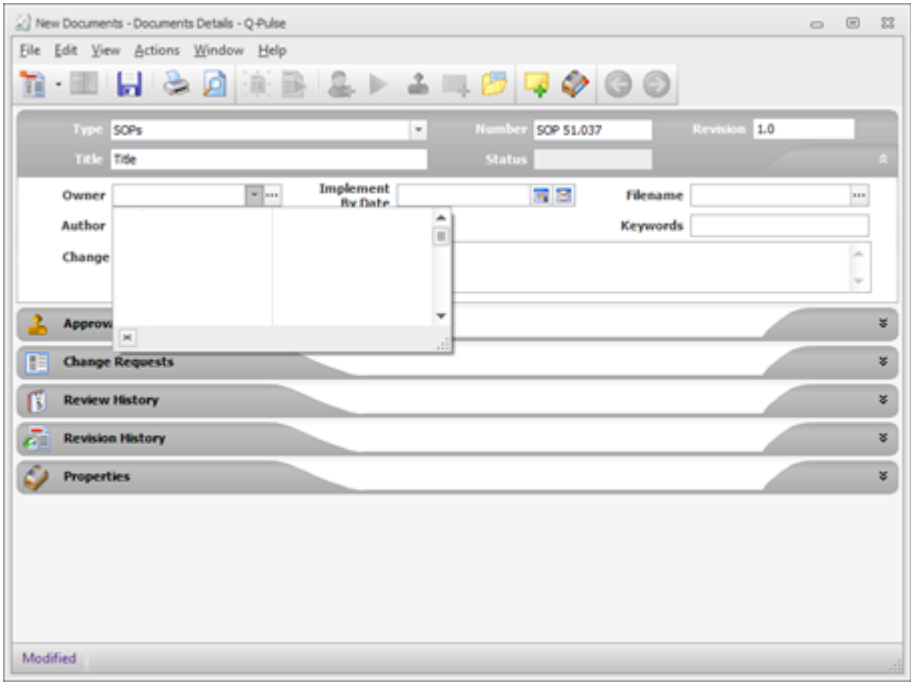 New Documents - Documents Details - Q-Pulse
File Edit View Actions Window Help
Type SOPs Number SOP 51.037 Revision 1.0
Title Title Status
Owner Implement By Date Filename
Author Keywords
Change
Approva
Change Requests
Review History
Revision History
Properties
Modified